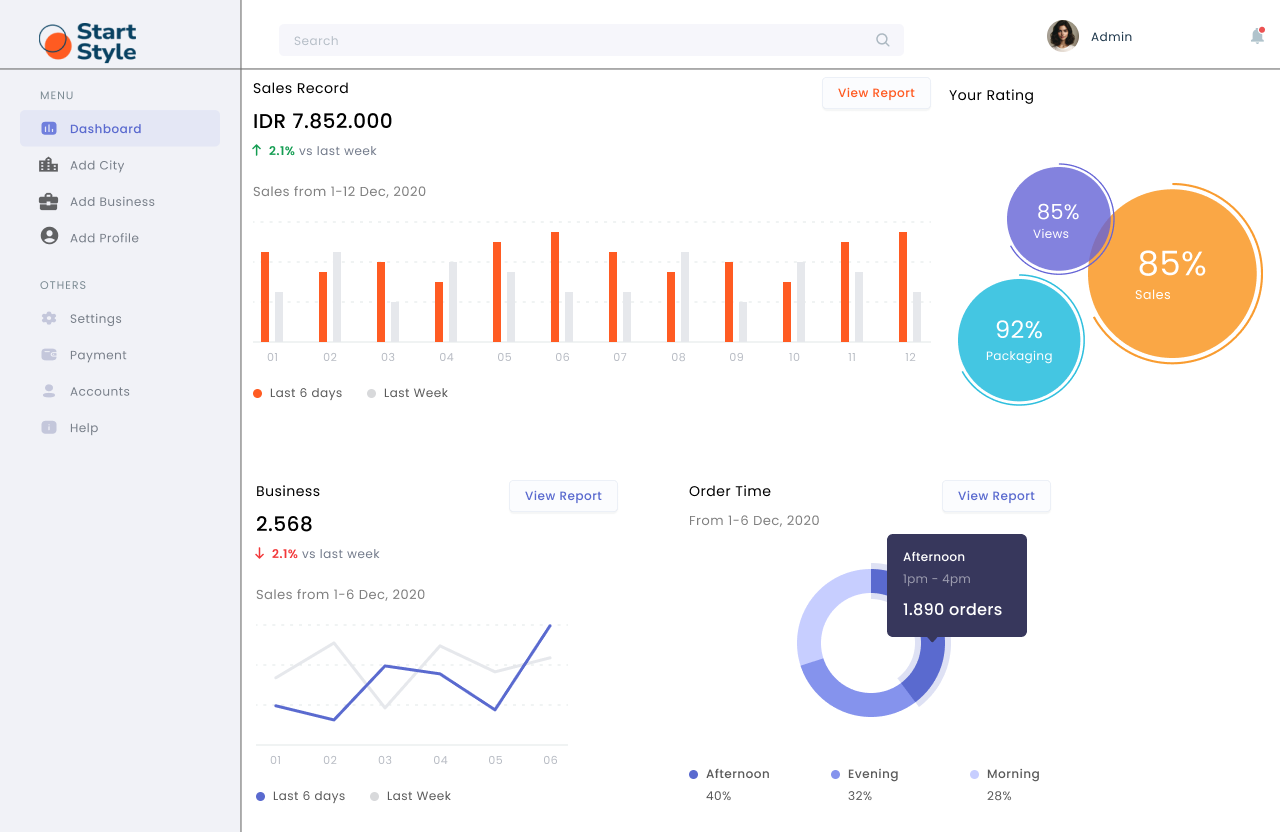 Start
Style
Search
Admin
MENU
Dashboard
Add City
Add Business
Add Profile
OTHERS
Settings
Payment
Accounts
Help
Sales Record
View Report
IDR 7.852.000
2.1% vs last week
Sales from 1-12 Dec, 2020
01 02 03 04 05 06 07 08 09 10 11 12
Last 6 days Last Week
Your Rating
85%
Views
85%
Sales
92%
Packaging
Business
View Report
2.568
2.1% vs last week
Sales from 1-6 Dec, 2020
01 02 03 04 05 06
Last 6 days Last Week
Order Time
View Report
From 1-6 Dec, 2020
Afternoon
1pm - 4pm
1.890 orders
Afternoon Evening Morning
40% 32% 28%